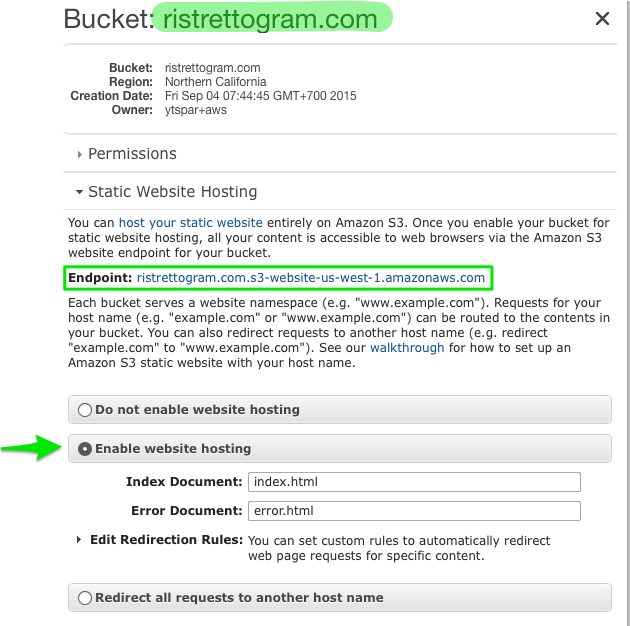 Bucket: ristrettogram.com
Bucket: ristrettogram.com
Region: Northern California
Creation Date: Fri Sep 04 07:44:45 GMT+700 2015
Owner: ytspar+aws
Permissions
Static Website Hosting
You can host your static website entirely on Amazon S3. Once you enable your bucket for
static website hosting, all your content is accessible to web browsers via the Amazon S3
website endpoint for your bucket.
Endpoint: ristrettogram.com.s3-website-us-west-1.amazonaws.com
Each bucket serves a website namespace (e.g. "www.example.com"). Requests for your
host name (e.g. "example.com" or "www.example.com") can be routed to the contents in
your bucket. You can also redirect requests to another host name (e.g. redirect
"example.com" to "www.example.com"). See our walkthrough for how to set up an
Amazon S3 static website with your host name.
Do not enable website hosting
Enable website hosting
Index Document: index.html
Error Document: error.html
Edit Redirection Rules: You can set custom rules to automatically redirect
web page requests for specific content.
Redirect all requests to another host name